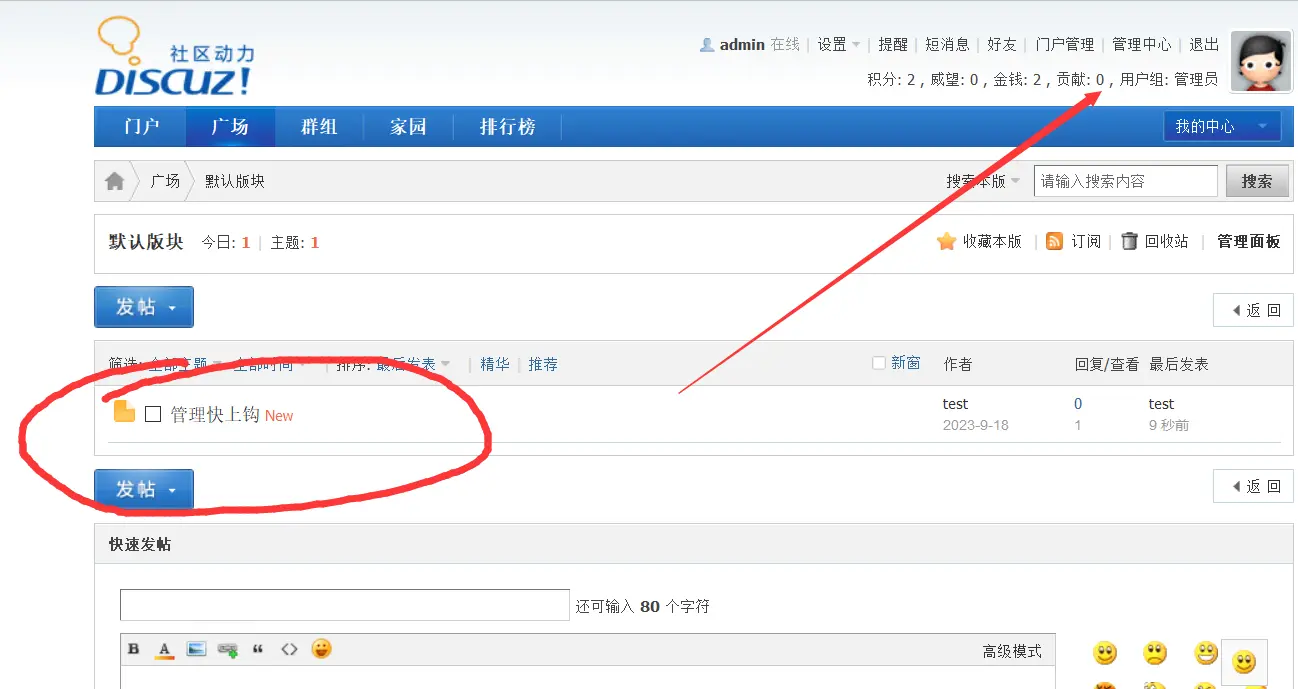 社区动力
DISCUZ!
admin 在线 | 设置 | 提醒 | 短消息 | 好友 | 门户管理 | 管理中心 | 退出
积分: 2 , 威望: 0 , 金钱: 2 , 贡献: 0 , 用户组: 管理员
门户 广场 群组 家园 排行榜 我的中心
广场 默认版块 搜索本版 请输入搜索内容 搜索
默认版块 今日: 1 | 主题: 1 收藏本版 | 订阅 | 回收站 | 管理面板
发帖 返回
筛选: 全部主题 全部时间 | 排序: 最后发表 | 精华 | 推荐 新窗 作者 回复/查看 最后发表
管理快上钩 New test 0 test
2023-9-18 1 9 秒前
发帖 返回
快速发帖
还可输入 80 个字符
B A “ <> 高级模式